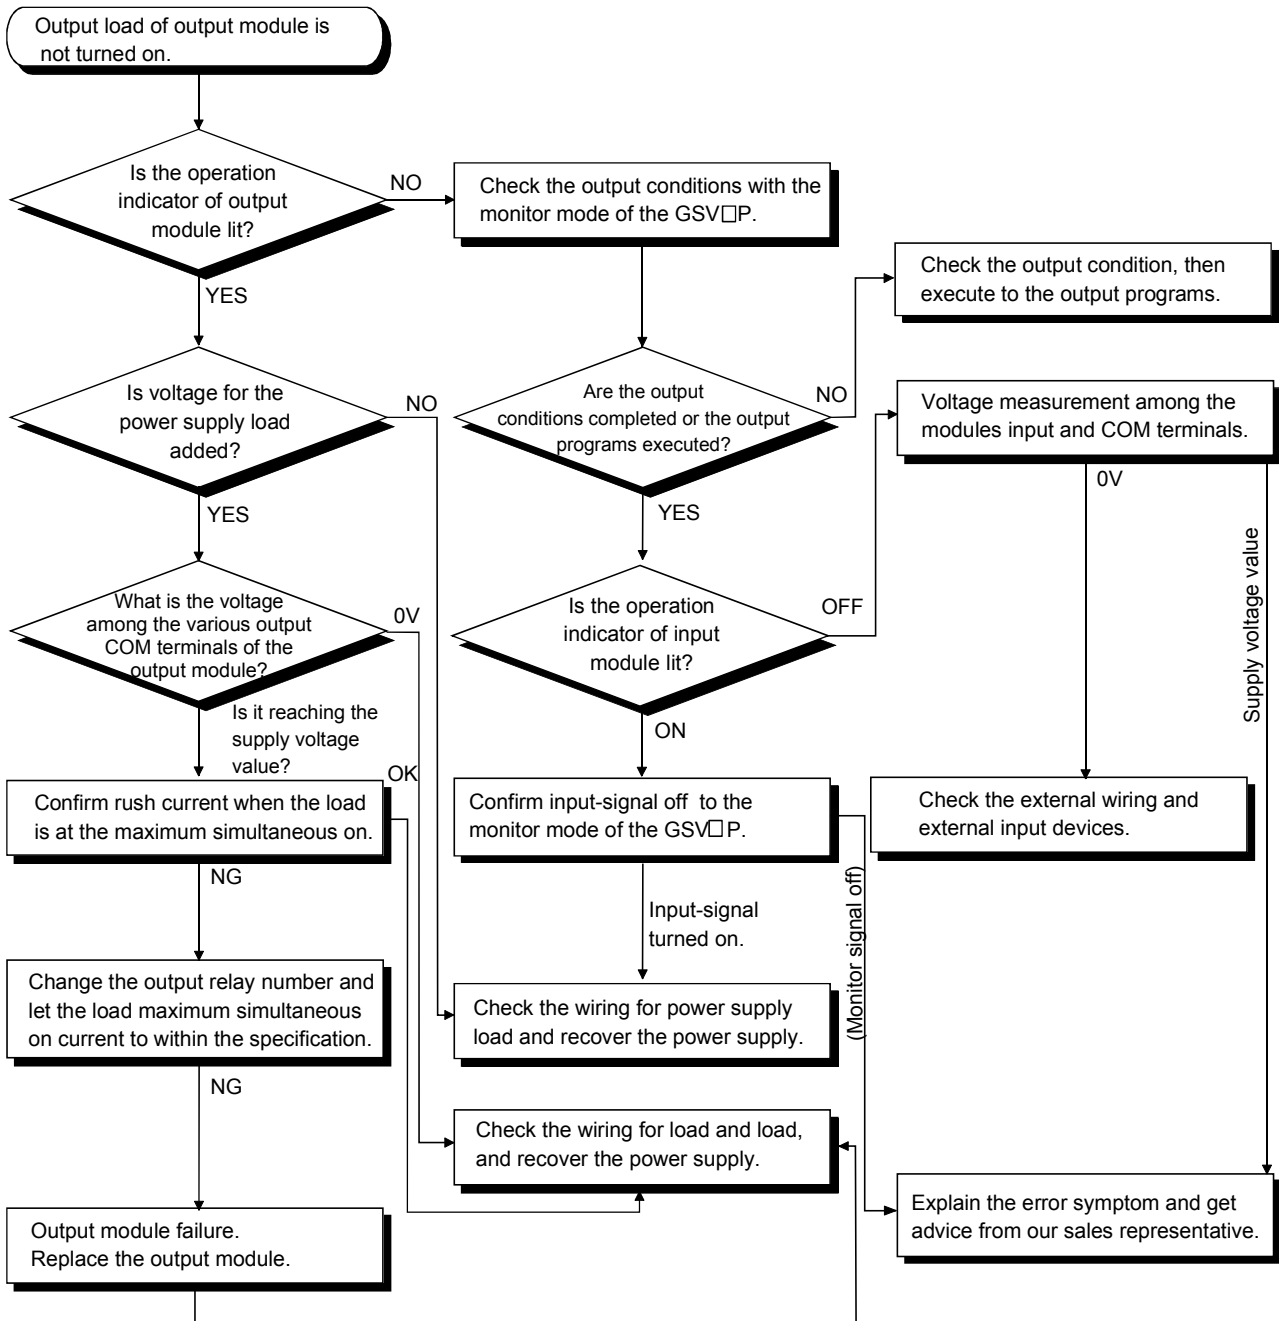 Output load of output module is
not turned on.
Is the operation
indicator of output
module lit?
NO
YES
Check the output conditions with the
monitor mode of the GSV□P.
Check the output condition, then
execute to the output programs.
Is voltage for the
power supply load
added?
NO
YES
Are the output
conditions completed or the output
programs executed?
NO
YES
Voltage measurement among the
modules input and COM terminals.
0V
Supply voltage value
What is the voltage
among the various output
COM terminals of the
output module?
0V
Is it reaching the
supply voltage
value?
Is the operation
indicator of input
module lit?
OFF
ON
Confirm rush current when the load
is at the maximum simultaneous on.
OK
NG
Confirm input-signal off to the
monitor mode of the GSV□P.
Input-signal
turned on.
(Monitor signal off)
Check the external wiring and
external input devices.
Change the output relay number and
let the load maximum simultaneous
on current to within the specification.
NG
Check the wiring for power supply
load and recover the power supply.
Check the wiring for load and load,
and recover the power supply.
Output module failure.
Replace the output module.
Explain the error symptom and get
advice from our sales representative.